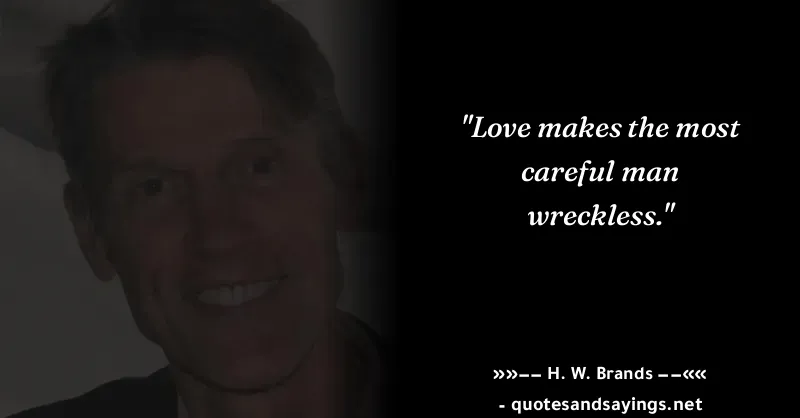 "Love makes the most
careful man
wreckless."
»»−− H. W. Brands −−««
- quotesandsayings.net